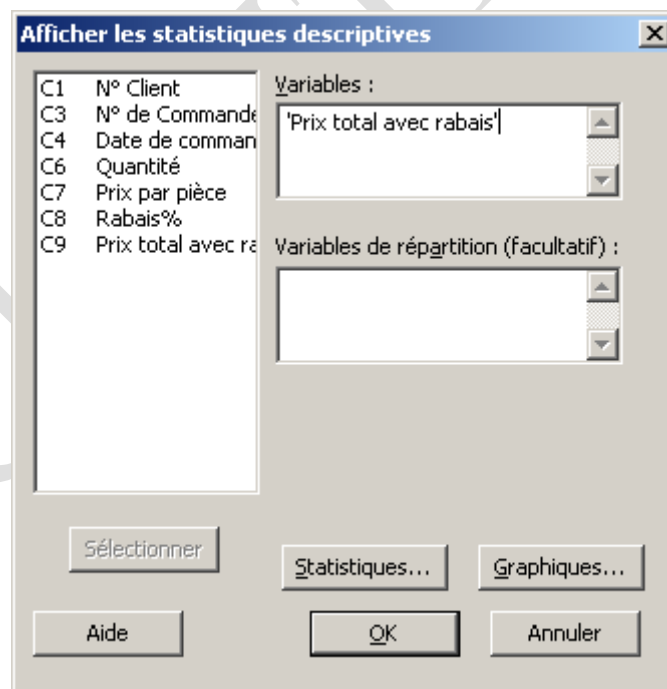 Afficher les statistiques descriptives
C1 N° Client
C3 N° de Commande
C4 Date de comman
C6 Quantité
C7 Prix par pièce
C8 Rabais%
C9 Prix total avec ra
Variables :
'Prix total avec rabais'
Variables de répartition (facultatif) :
Sélectionner
Statistiques...
Graphiques...
Aide
OK
Annuler